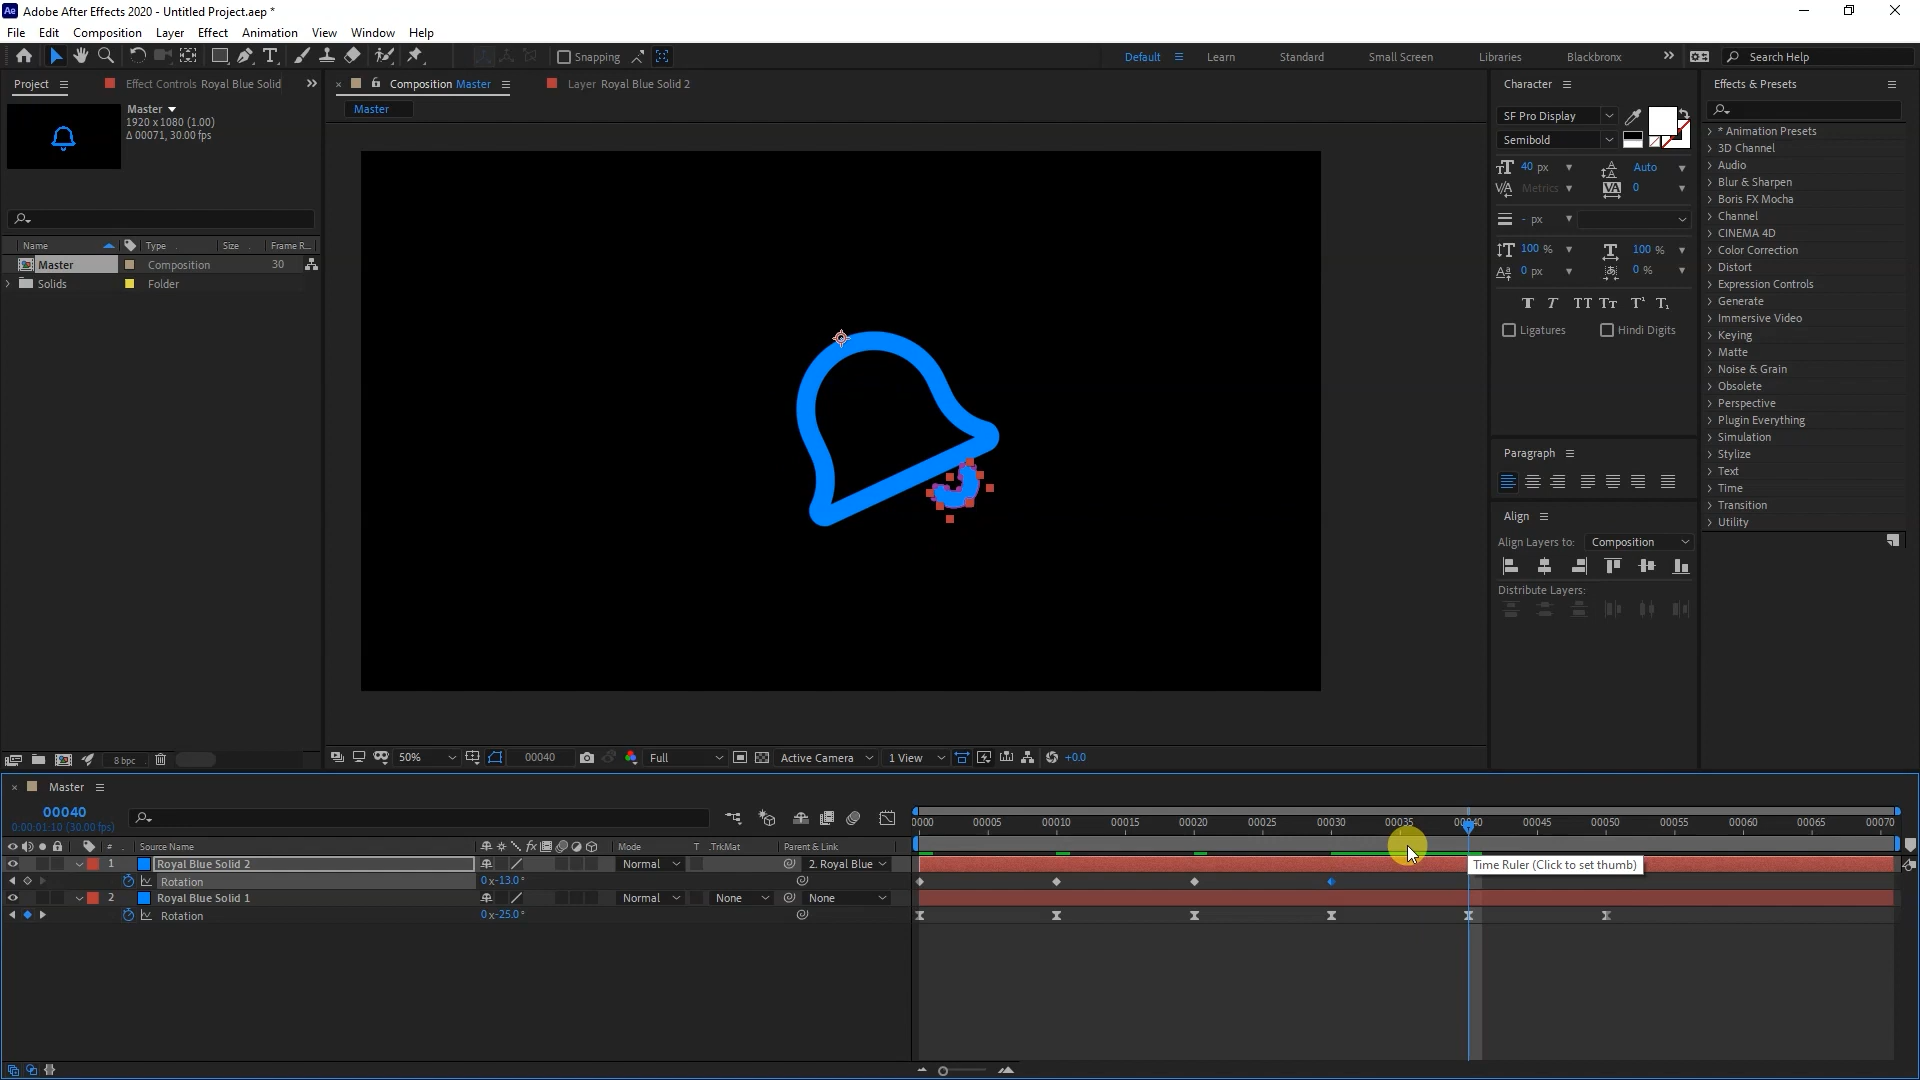 Ae Adobe After Effects 2020 - Untitled Project.aep *
File Edit Composition Layer Effect Animation View Window Help
Snapping Default Learn Standard Small Screen Libraries Blackbronx Search Help
Project Effect Controls Royal Blue Solid Composition Master Layer Royal Blue Solid 2 Character Effects & Presets
Master
1920 x 1080 (1.00)
Δ 00071, 30.00 fps
Master
Name Type Size Frame R...
Master Composition 30
Solids Folder
SF Pro Display
Semibold
40 px Auto
Metrics 0
- px
100 % 100 %
0 px 0 %
Ligatures Hindi Digits
Paragraph
Align
Align Layers to: Composition
Distribute Layers:
* Animation Presets
3D Channel
Audio
Blur & Sharpen
Boris FX Mocha
Channel
CINEMA 4D
Color Correction
Distort
Expression Controls
Generate
Immersive Video
Keying
Matte
Noise & Grain
Obsolete
Perspective
Plugin Everything
Simulation
Stylize
Text
Time
Transition
Utility
8 bpc 50% 00040 Full Active Camera 1 View +0.0
Master
00040
0:00:01:10 (30.00 fps)
0000 00005 00010 00015 00020 00025 00030 00035 00040 00045 00050 00055 00060 00065 00070
# Source Name Mode T .TrkMat Parent & Link
1 Royal Blue Solid 2 Normal 2. Royal Blue
Time Ruler (Click to set thumb)
Rotation 0x-13.0°
2 Royal Blue Solid 1 Normal None None
Rotation 0x-25.0°